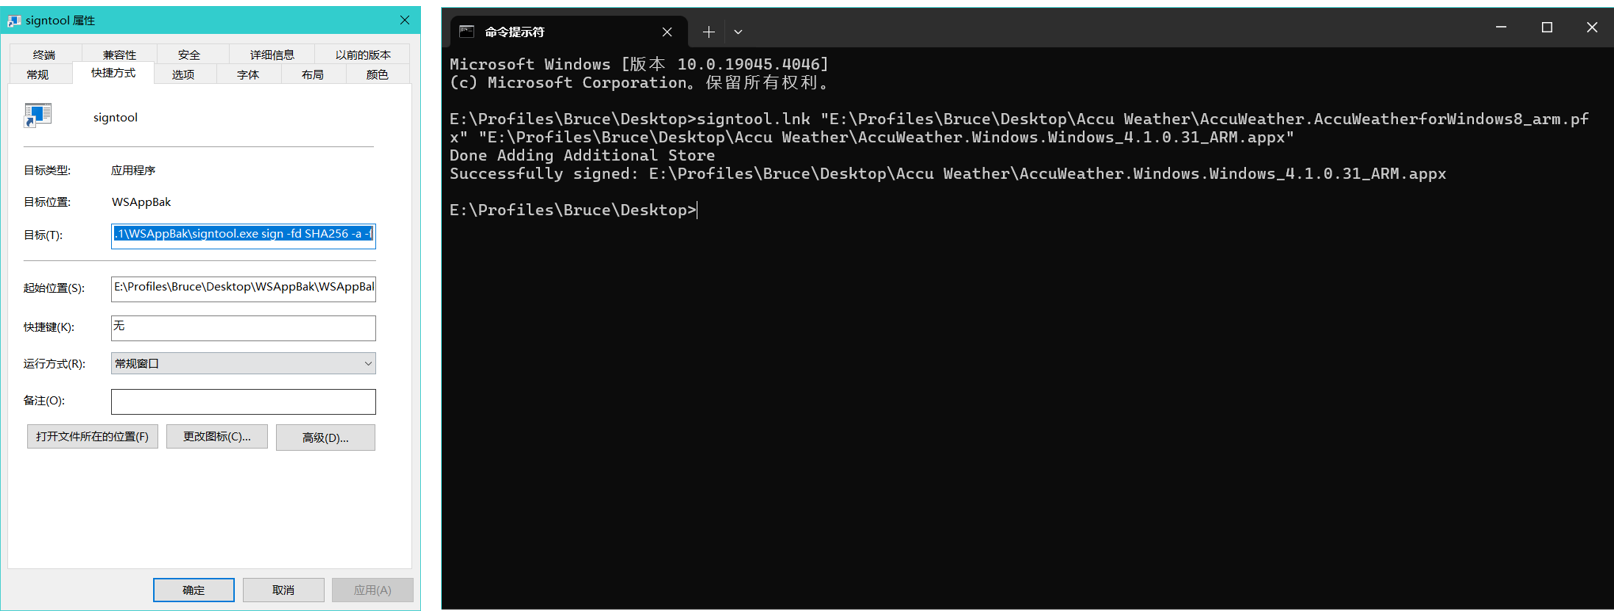 signtool 属性
终端 兼容性 安全 详细信息 以前的版本
常规 快捷方式 选项 字体 布局 颜色
signtool
目标类型: 应用程序
目标位置: WSAppBak
目标(T): .1\WSAppBak\signtool.exe sign -fd SHA256 -a -f
起始位置(S): E:\Profiles\Bruce\Desktop\WSAppBak\WSAppBal
快捷键(K): 无
运行方式(R): 常规窗口
备注(O):
打开文件所在的位置(F) 更改图标(C)... 高级(D)...
确定 取消 应用(A)
命令提示符
Microsoft Windows [版本 10.0.19045.4046]
(c) Microsoft Corporation。保留所有权利。
E:\Profiles\Bruce\Desktop>signtool.lnk "E:\Profiles\Bruce\Desktop\Accu Weather\AccuWeather.AccuWeatherforWindows8_arm.pf
x" "E:\Profiles\Bruce\Desktop\Accu Weather\AccuWeather.Windows.Windows_4.1.0.31_ARM.appx"
Done Adding Additional Store
Successfully signed: E:\Profiles\Bruce\Desktop\Accu Weather\AccuWeather.Windows.Windows_4.1.0.31_ARM.appx
E:\Profiles\Bruce\Desktop>